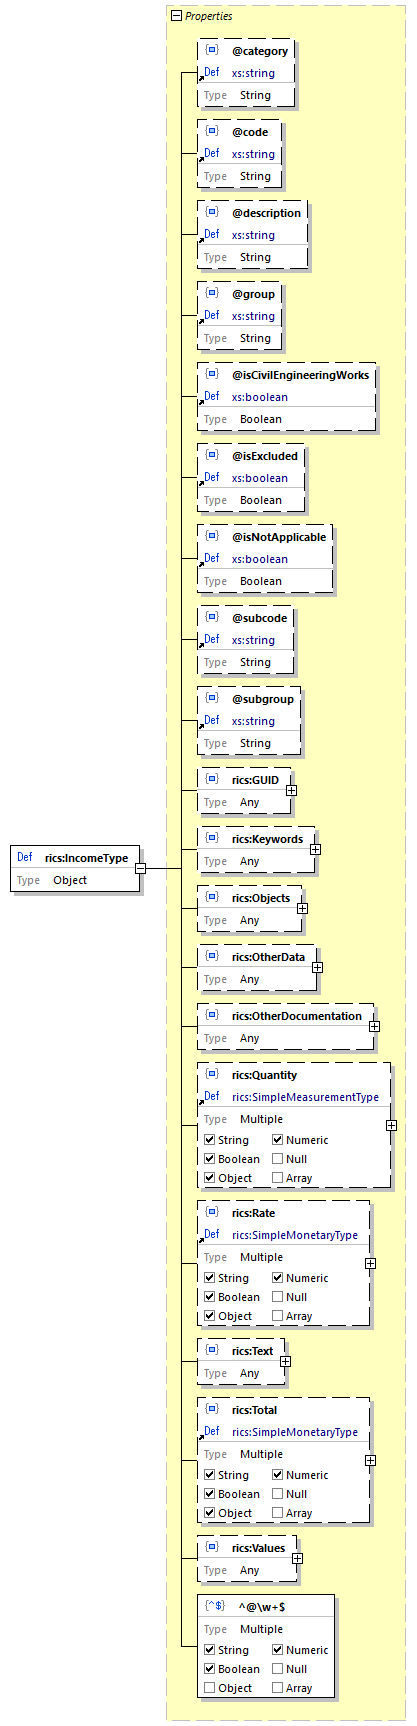 Properties
@category
Def xs:string
Type String
@code
Def xs:string
Type String
@description
Def xs:string
Type String
@group
Def xs:string
Type String
@isCivilEngineeringWorks
Def xs:boolean
Type Boolean
@isExcluded
Def xs:boolean
Type Boolean
@isNotApplicable
Def xs:boolean
Type Boolean
@subcode
Def xs:string
Type String
@subgroup
Def xs:string
Type String
rics:GUID
Type Any
rics:Keywords
Type Any
Def rics:IncomeType
Type Object
rics:Objects
Type Any
rics:OtherData
Type Any
rics:OtherDocumentation
Type Any
rics:Quantity
Def rics:SimpleMeasurementType
Type Multiple
String Numeric
Boolean Null
Object Array
rics:Rate
Def rics:SimpleMonetaryType
Type Multiple
String Numeric
Boolean Null
Object Array
rics:Text
Type Any
rics:Total
Def rics:SimpleMonetaryType
Type Multiple
String Numeric
Boolean Null
Object Array
rics:Values
Type Any
{^$} ^@\w+$
Type Multiple
String Numeric
Boolean Null
Object Array